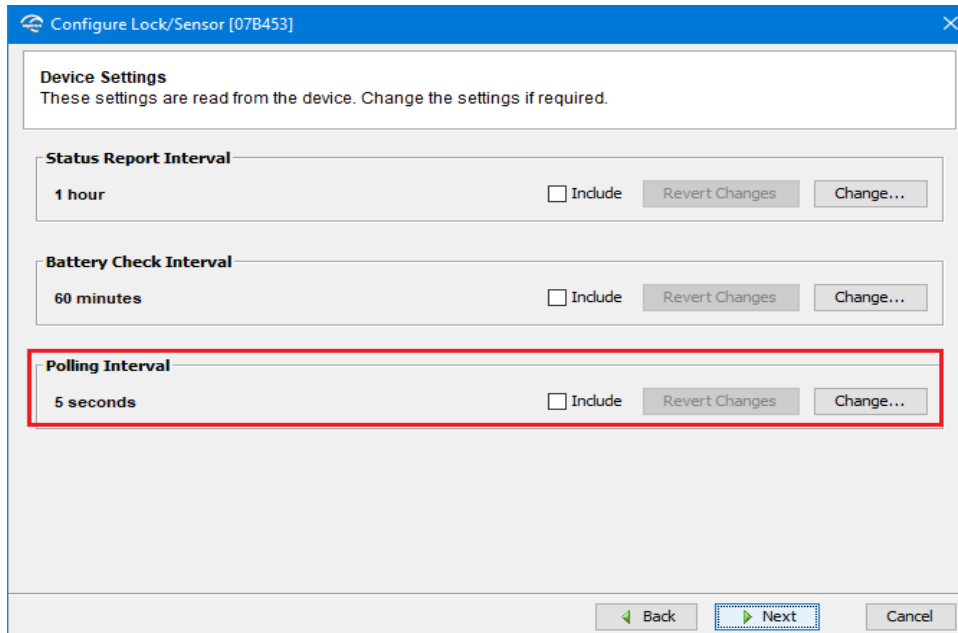 Configure Lock/Sensor [07B453]
Device Settings
These settings are read from the device. Change the settings if required.
Status Report Interval
1 hour Include Revert Changes Change...
Battery Check Interval
60 minutes Include Revert Changes Change...
Polling Interval
5 seconds Include Revert Changes Change...
Back Next Cancel